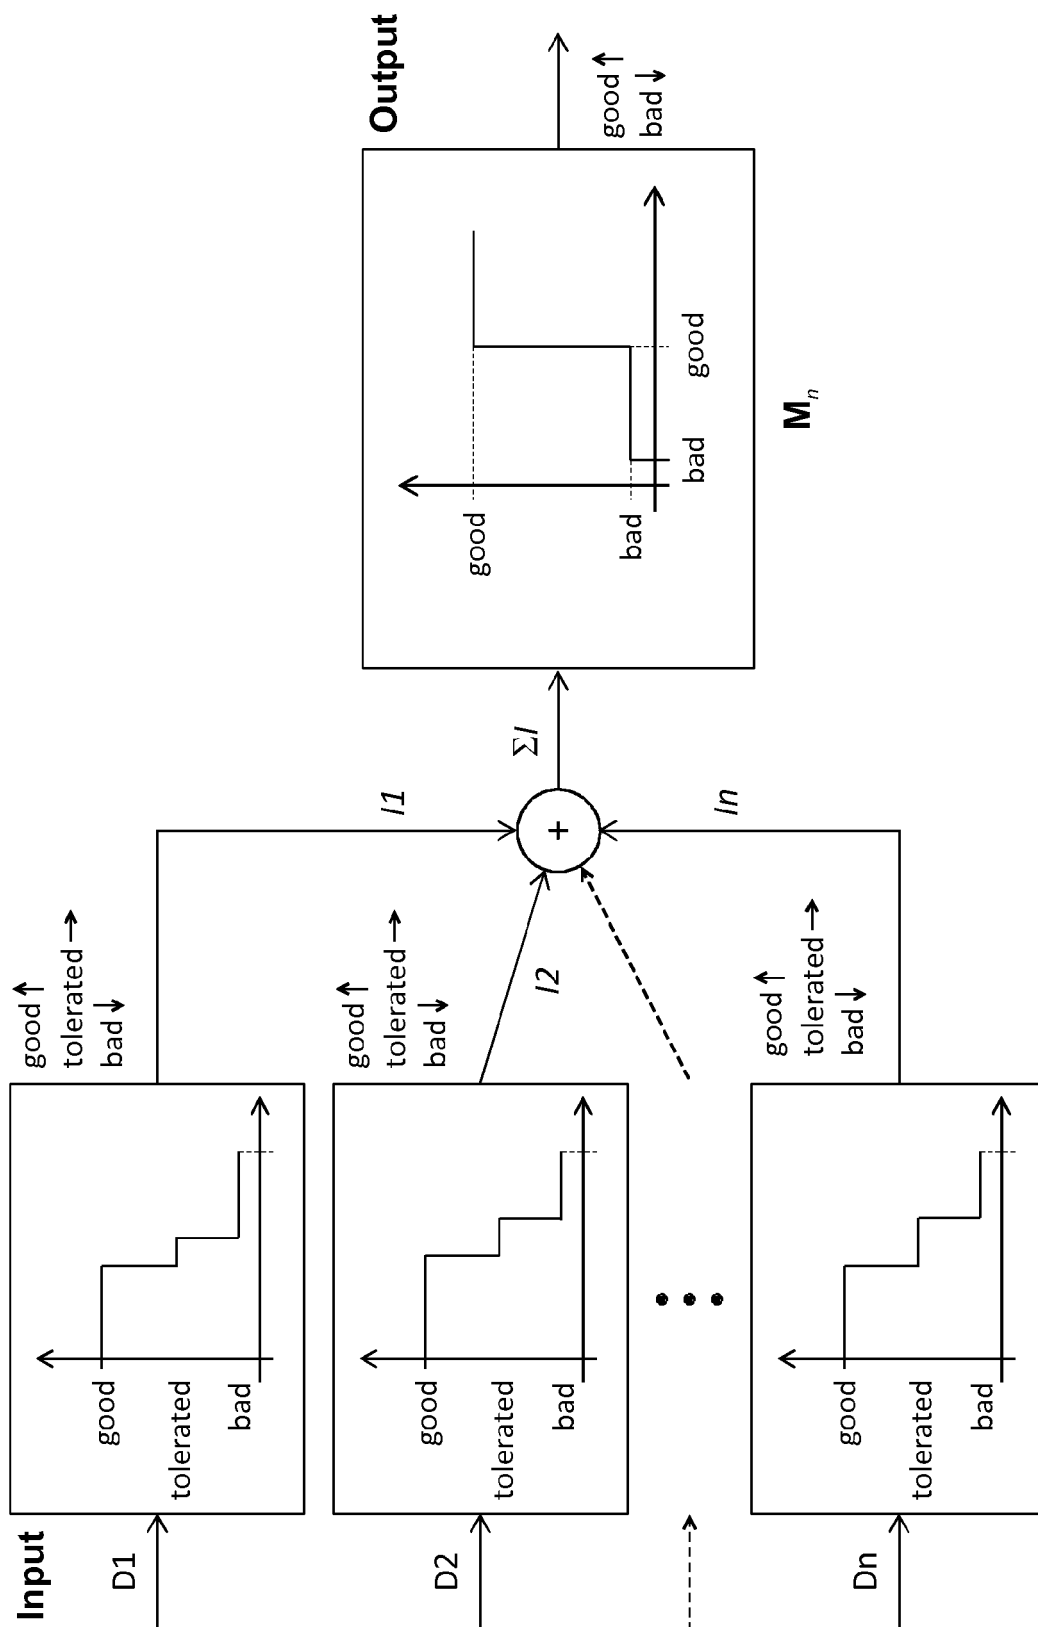 Input
D1
good
tolerated
bad
good ↑
tolerated →
bad ↓
I1
D2
good
tolerated
bad
good ↑
tolerated →
bad ↓
I2
Dn
good
tolerated
bad
good ↑
tolerated →
bad ↓
In
+
ΣI
good
bad
bad
good
Mn
Output
good ↑
bad ↓